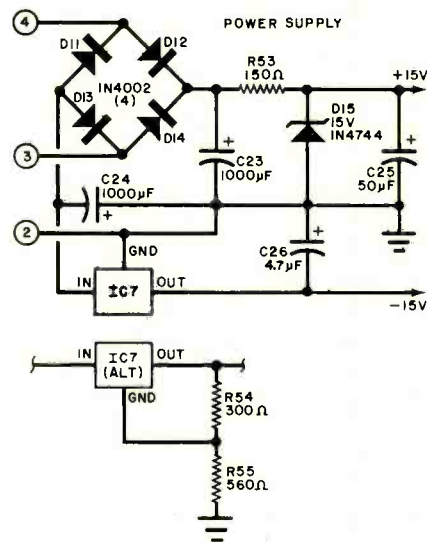 POWER SUPPLY
4
D11
D12
R53
150Ω
+15V
1N4002
(4)
D13
D14
D15
15V
1N4744
+
C23
1000µF
+
C25
50µF
3
C24
1000µF
+
2
GND
+
C26
4.7µF
IN
IC7
OUT
-15V
IN
IC7
(ALT)
OUT
GND
R54
300Ω
R55
560Ω